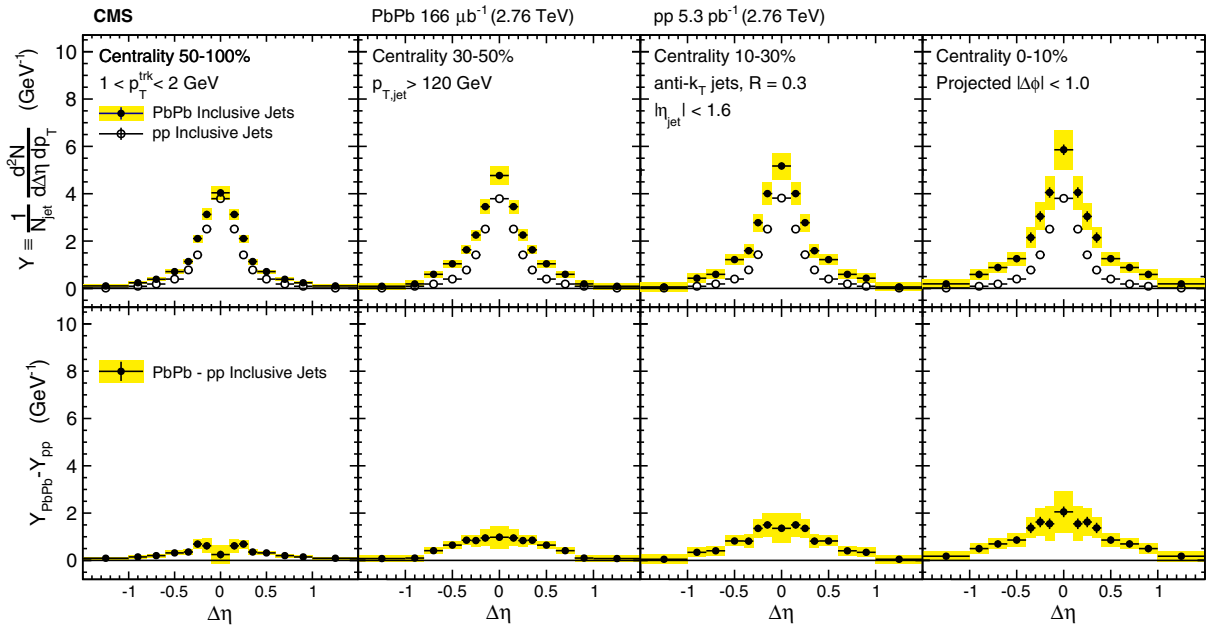 CMS
PbPb 166 μb⁻¹ (2.76 TeV)
pp 5.3 pb⁻¹ (2.76 TeV)
Y ≡ 1/N_jet d²N/dΔη dp_T (GeV⁻¹)
10
8
6
4
2
0
Centrality 50-100%
1 < p_T^trk < 2 GeV
PbPb Inclusive Jets
pp Inclusive Jets
Centrality 30-50%
p_T,jet > 120 GeV
Centrality 10-30%
anti-k_T jets, R = 0.3
|η_jet| < 1.6
Centrality 0-10%
Projected |Δϕ| < 1.0
Y_PbPb - Y_pp (GeV⁻¹)
10
8
6
4
2
0
PbPb - pp Inclusive Jets
-1 -0.5 0 0.5 1
-1 -0.5 0 0.5 1
-1 -0.5 0 0.5 1
-1 -0.5 0 0.5 1
Δη
Δη
Δη
Δη